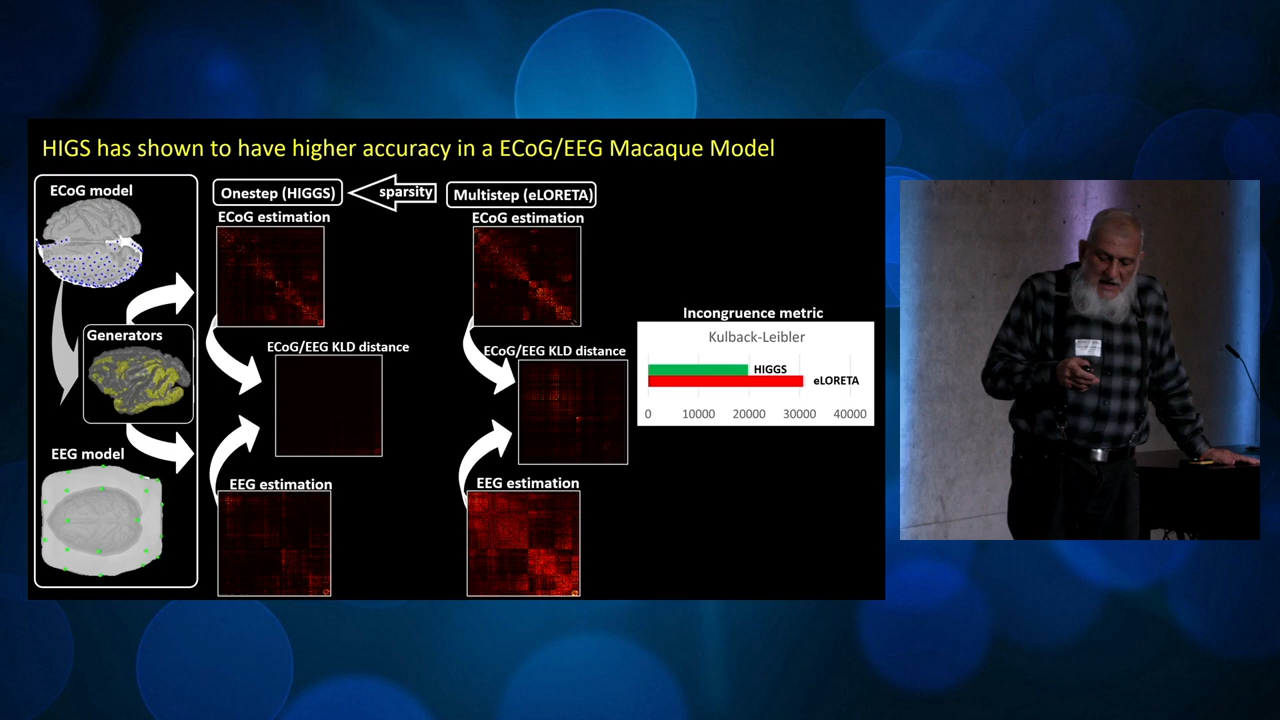 HIGS has shown to have higher accuracy in a ECoG/EEG Macaque Model
ECoG model
Generators
EEG model
Onestep (HIGGS)
sparsity
Multistep (eLORETA)
ECoG estimation
ECoG/EEG KLD distance
EEG estimation
ECoG estimation
ECoG/EEG KLD distance
EEG estimation
Incongruence metric
Kulback-Leibler
HIGGS
eLORETA
0 10000 20000 30000 40000